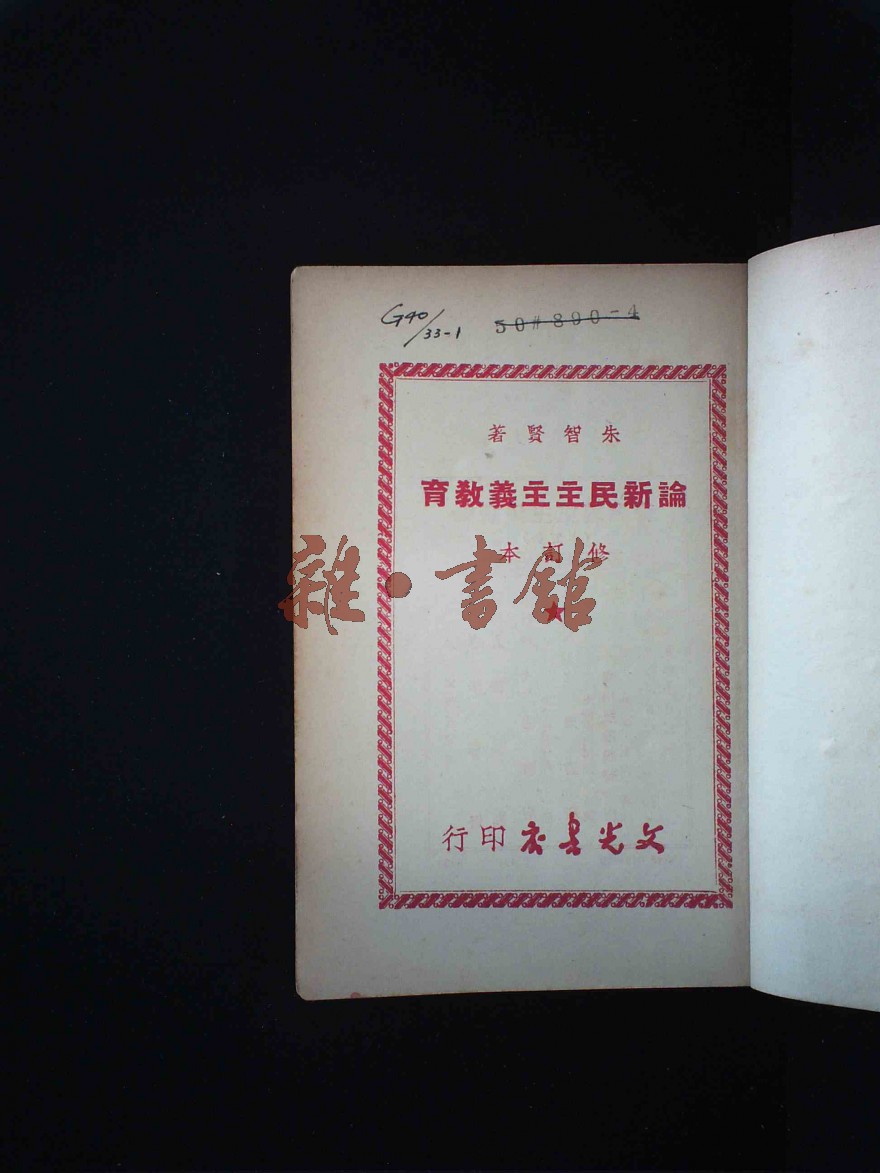 G40/33-1
50#890-4
朱智賢著
論新民主主義教育
修訂本
雜·書館
文光書店印行